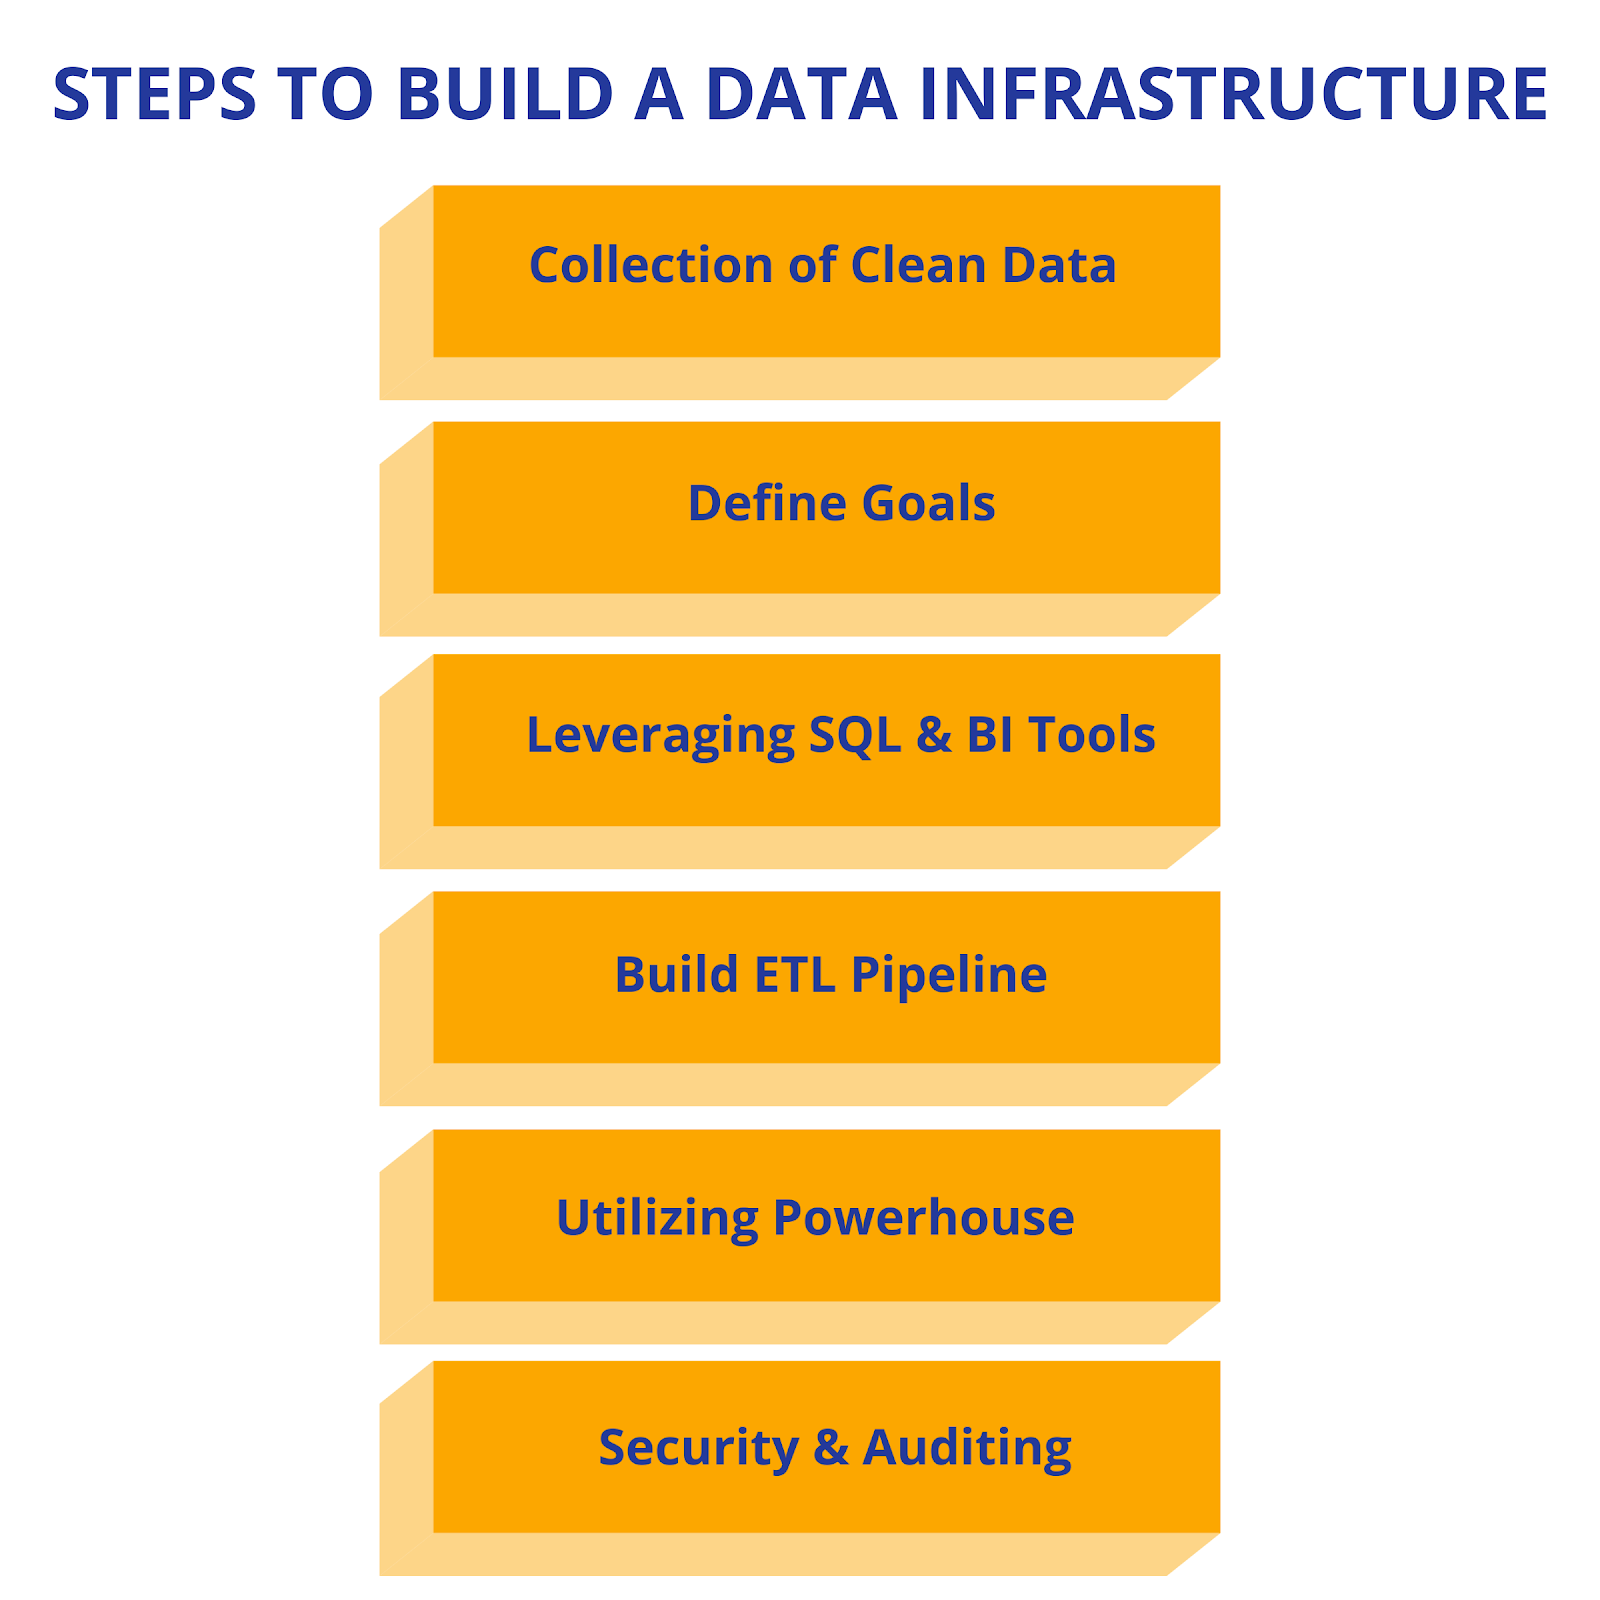 STEPS TO BUILD A DATA INFRASTRUCTURE
Collection of Clean Data
Define Goals
Leveraging SQL & BI Tools
Build ETL Pipeline
Utilizing Powerhouse
Security & Auditing